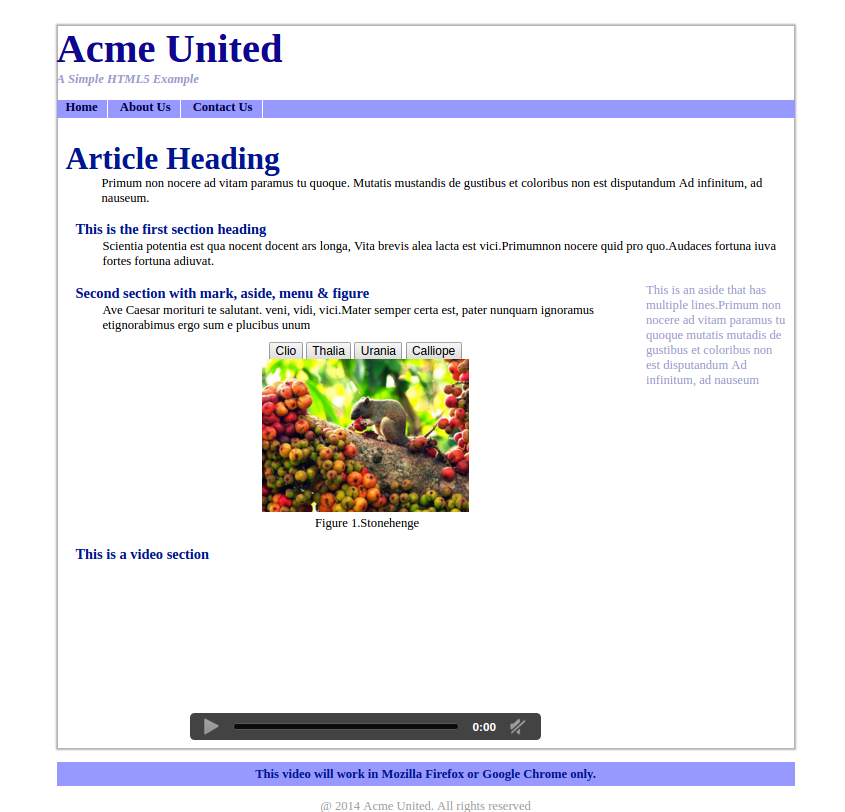 Acme United
A Simple HTML5 Example
Home About Us Contact Us
Article Heading
Primum non nocere ad vitam paramus tu quoque. Mutatis mustandis de gustibus et coloribus non est disputandum Ad infinitum, ad
nauseum.
This is the first section heading
Scientia potentia est qua nocent docent ars longa, Vita brevis alea lacta est vici.Primumnon nocere quid pro quo.Audaces fortuna iuva
fortes fortuna adiuvat.
Second section with mark, aside, menu & figure
Ave Caesar morituri te salutant. veni, vidi, vici.Mater semper certa est, pater nunquarn ignoramus
etignorabimus ergo sum e plucibus unum
This is an aside that has
multiple lines.Primum non
nocere ad vitam paramus tu
quoque mutatis mutadis de
gustibus et coloribus non
est disputandum Ad
infinitum, ad nauseum
Clio Thalia Urania Calliope
Figure 1.Stonehenge
This is a video section
0:00
This video will work in Mozilla Firefox or Google Chrome only.
@ 2014 Acme United. All rights reserved